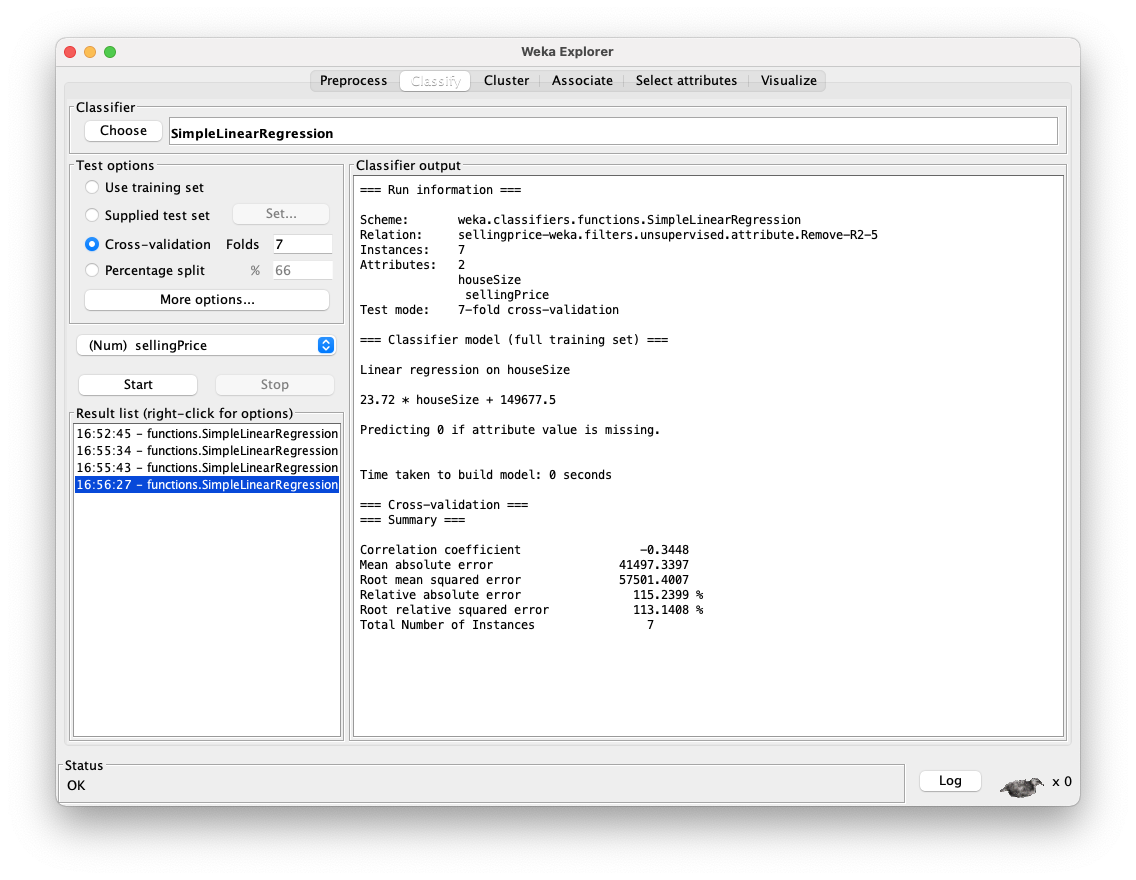 Weka Explorer
Preprocess Classify Cluster Associate Select attributes Visualize
Classifier
Choose SimpleLinearRegression
Test options
Use training set
Supplied test set Set...
Cross-validation Folds 7
Percentage split % 66
More options...
(Num) sellingPrice
Start Stop
Result list (right-click for options)
16:52:45 - functions.SimpleLinearRegression
16:55:34 - functions.SimpleLinearRegression
16:55:43 - functions.SimpleLinearRegression
16:56:27 - functions.SimpleLinearRegression
Classifier output
=== Run information ===
Scheme: weka.classifiers.functions.SimpleLinearRegression
Relation: sellingprice-weka.filters.unsupervised.attribute.Remove-R2-5
Instances: 7
Attributes: 2
houseSize
sellingPrice
Test mode: 7-fold cross-validation
=== Classifier model (full training set) ===
Linear regression on houseSize
23.72 * houseSize + 149677.5
Predicting 0 if attribute value is missing.
Time taken to build model: 0 seconds
=== Cross-validation ===
=== Summary ===
Correlation coefficient -0.3448
Mean absolute error 41497.3397
Root mean squared error 57501.4007
Relative absolute error 115.2399 %
Root relative squared error 113.1408 %
Total Number of Instances 7
Status
OK
Log x 0